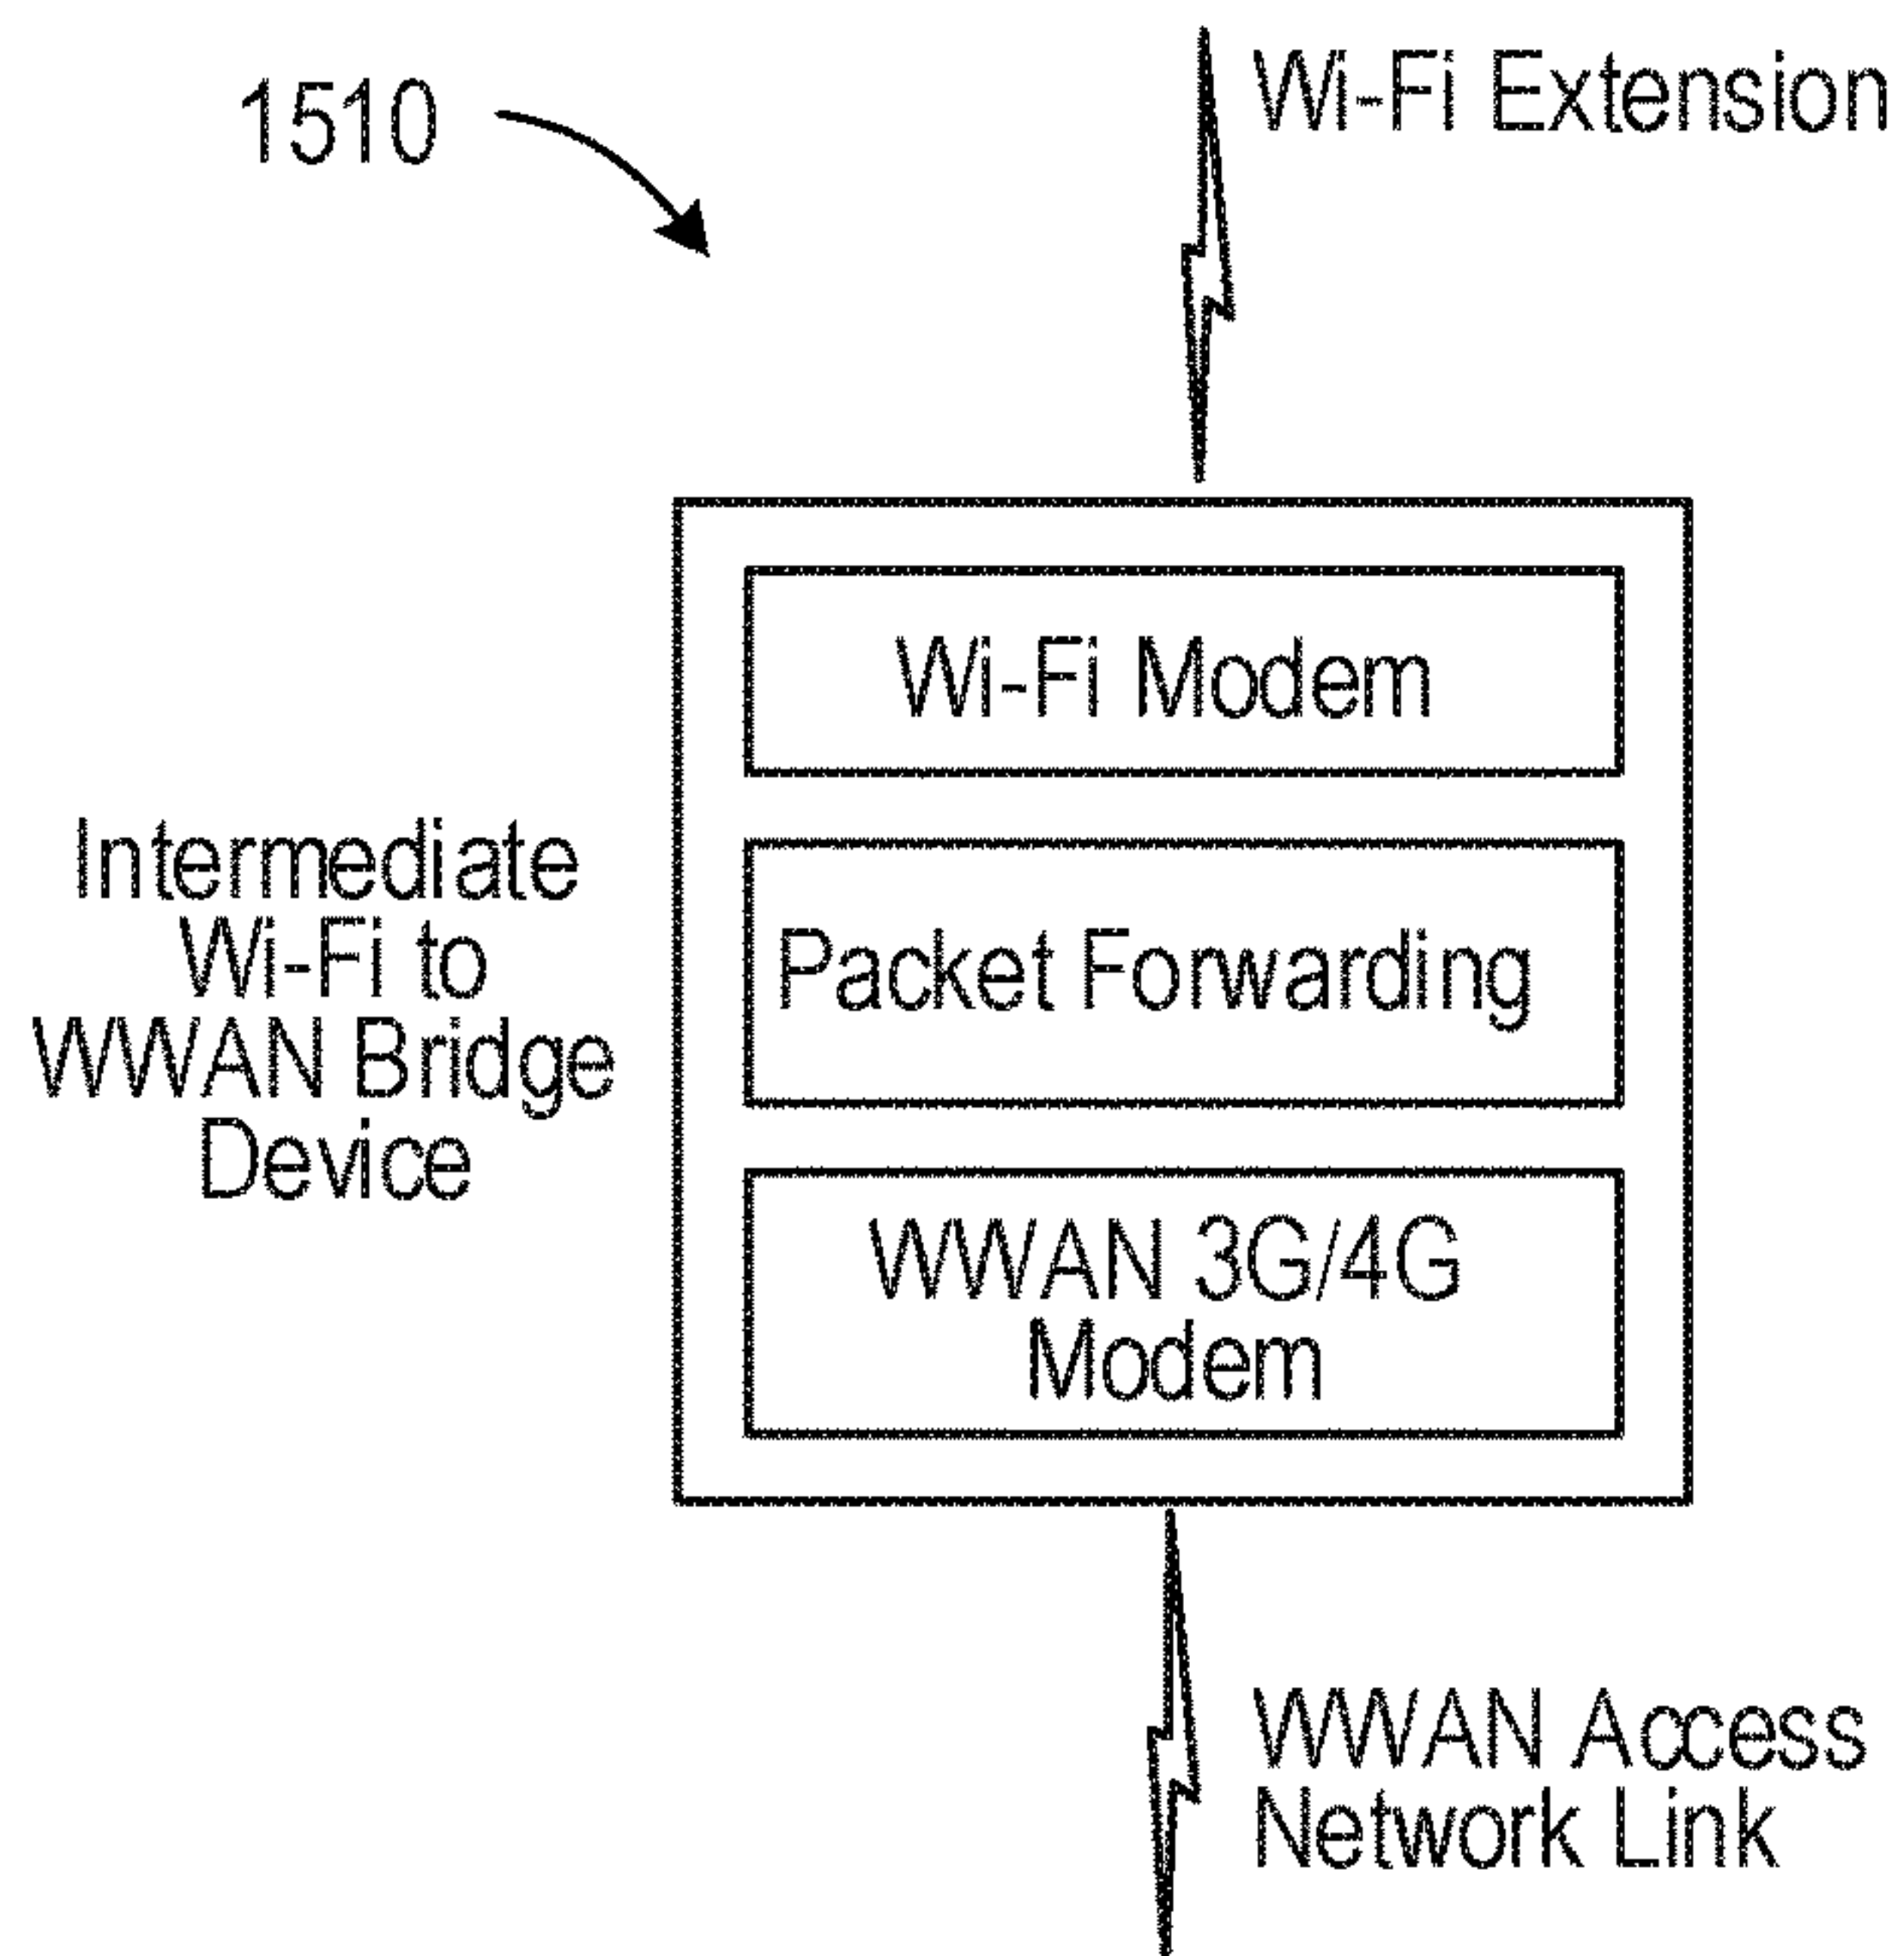 1510
Wi-Fi Extension
Wi-Fi Modem
Intermediate
Wi-Fi to
WWAN Bridge
Device
Packet Forwarding
WWAN 3G/4G
Modem
WWAN Access
Network Link